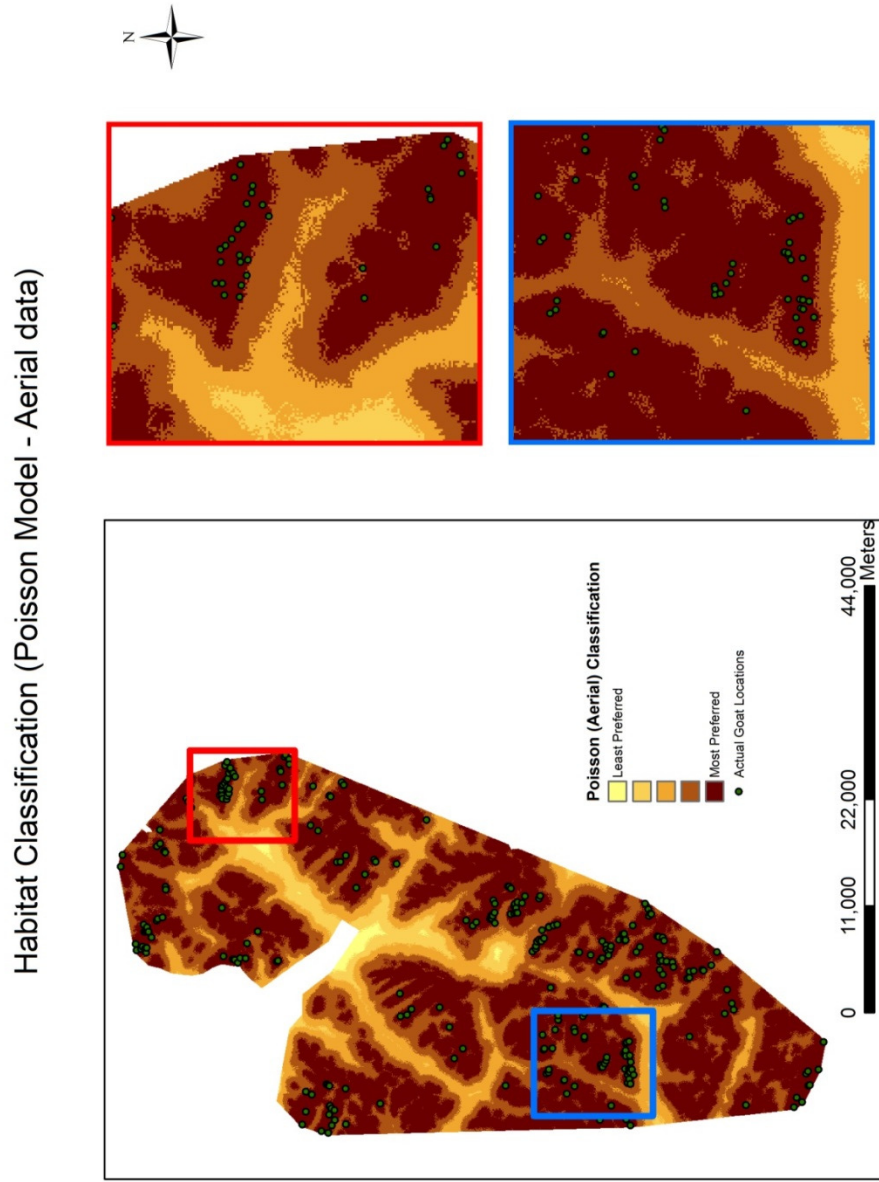 Habitat Classification (Poisson Model - Aerial data)
N
Poisson (Aerial) Classification
Least Preferred
Most Preferred
Actual Goat Locations
0 11,000 22,000 44,000
Meters